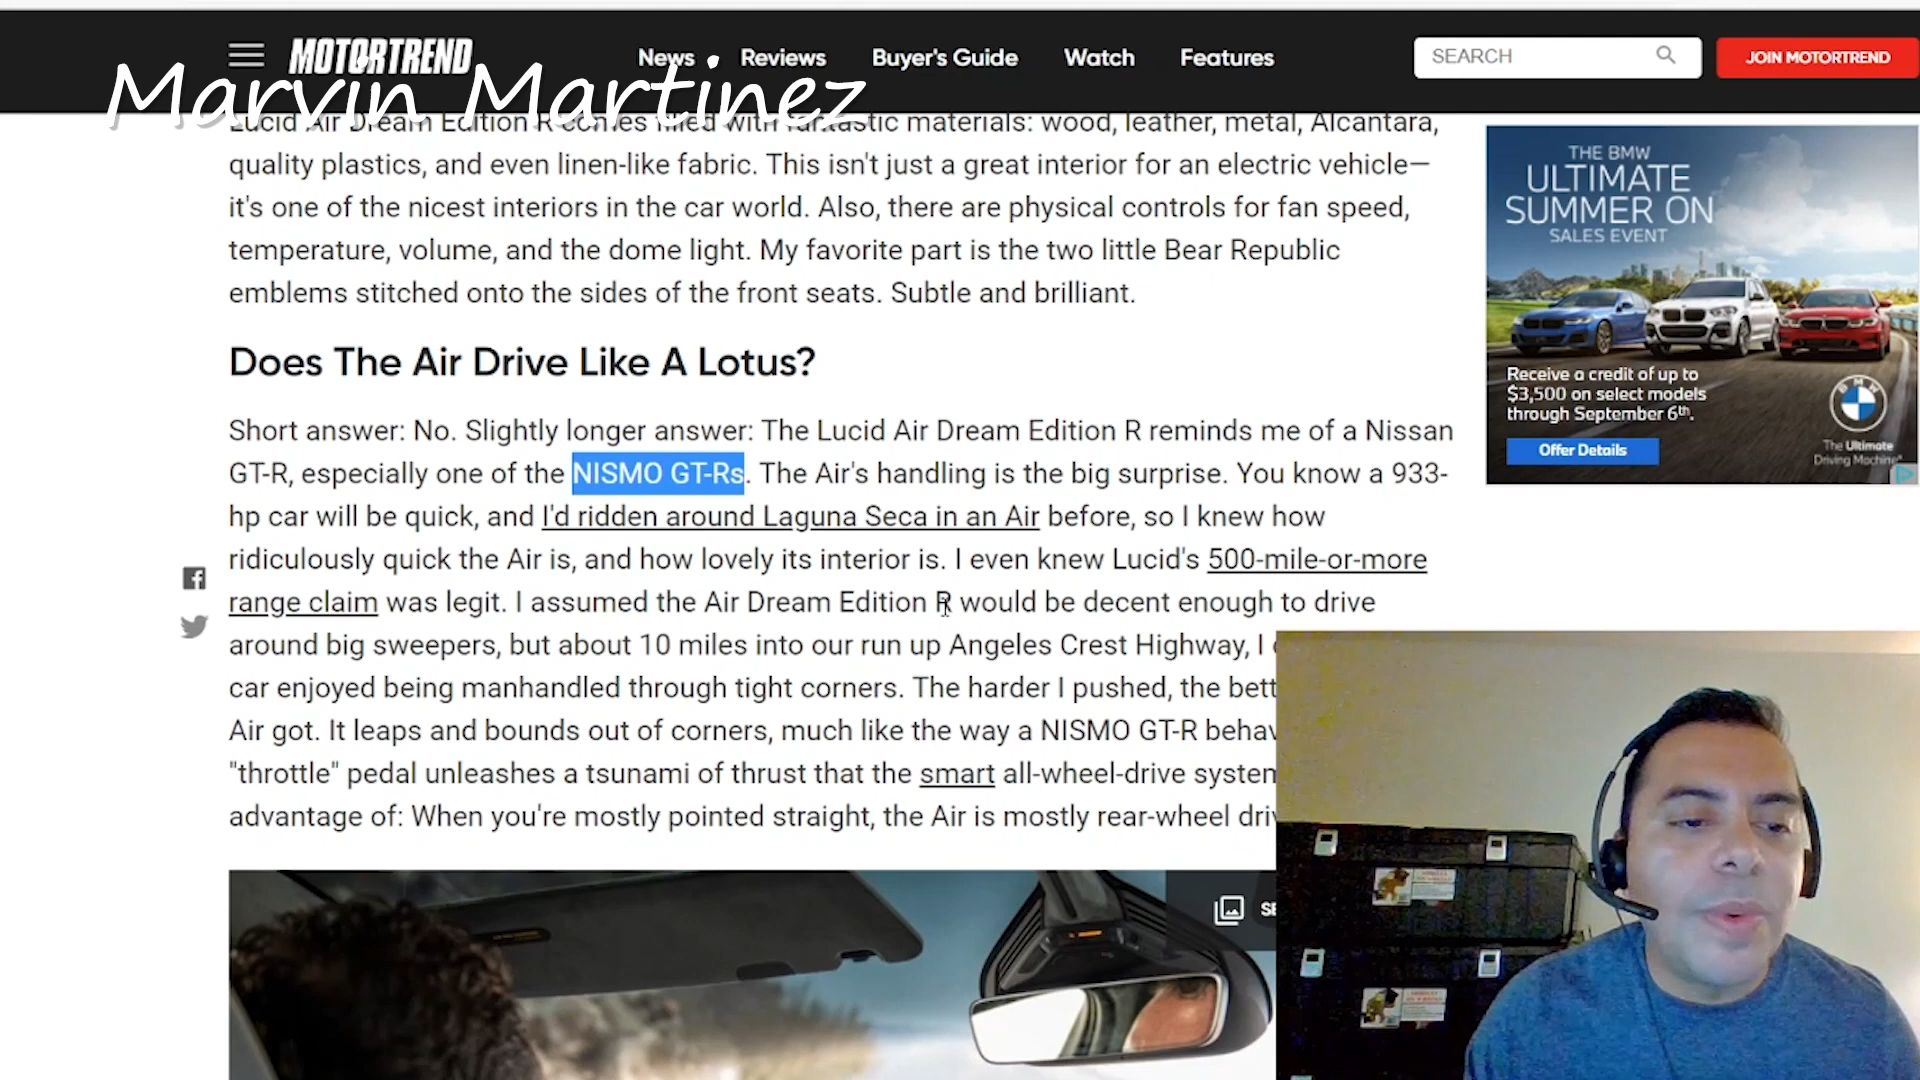 MOTORTREND
News Reviews Buyer's Guide Watch Features
SEARCH
JOIN MOTORTREND
Marvin Martinez
Lucid Air Dream Edition R comes filled with fantastic materials: wood, leather, metal, Alcantara,
quality plastics, and even linen-like fabric. This isn't just a great interior for an electric vehicle—
it's one of the nicest interiors in the car world. Also, there are physical controls for fan speed,
temperature, volume, and the dome light. My favorite part is the two little Bear Republic
emblems stitched onto the sides of the front seats. Subtle and brilliant.
Does The Air Drive Like A Lotus?
Short answer: No. Slightly longer answer: The Lucid Air Dream Edition R reminds me of a Nissan
GT-R, especially one of the NISMO GT-Rs. The Air's handling is the big surprise. You know a 933-
hp car will be quick, and I'd ridden around Laguna Seca in an Air before, so I knew how
ridiculously quick the Air is, and how lovely its interior is. I even knew Lucid's 500-mile-or-more
range claim was legit. I assumed the Air Dream Edition R would be decent enough to drive
around big sweepers, but about 10 miles into our run up Angeles Crest Highway, I
car enjoyed being manhandled through tight corners. The harder I pushed, the
Air got. It leaps and bounds out of corners, much like the way a NISMO GT-R
"throttle" pedal unleashes a tsunami of thrust that the smart all-wheel-drive system
advantage of: When you're mostly pointed straight, the Air is mostly rear-wheel
THE BMW
ULTIMATE
SUMMER ON
SALES EVENT
Receive a credit of up to
$3,500 on select models
through September 6th.
Offer Details
BMW
The Ultimate
Driving Machine®